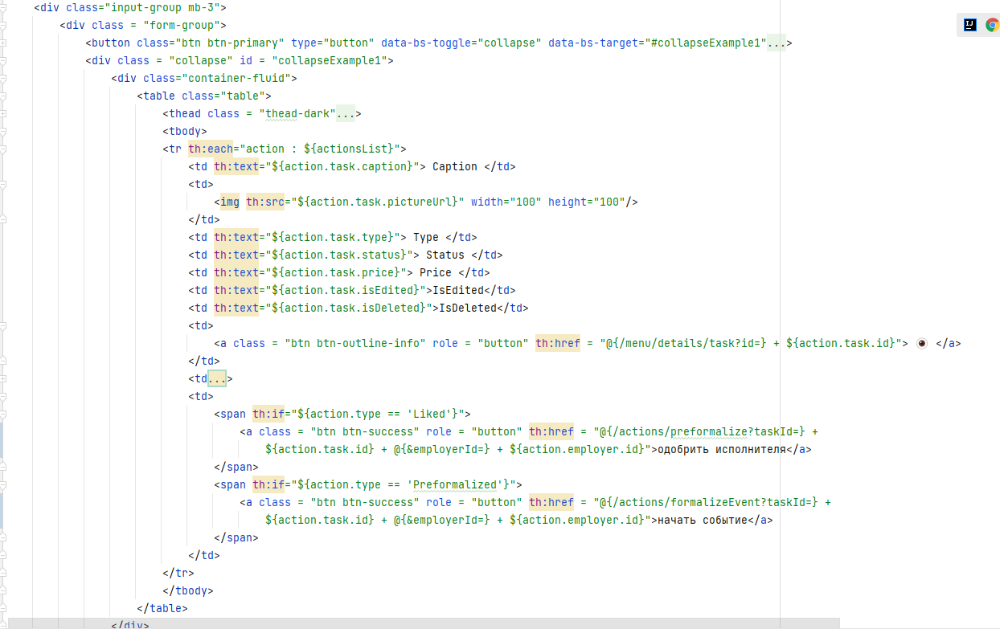 <div class="input-group mb-3">
<div class = "form-group">
<button class="btn btn-primary" type="button" data-bs-toggle="collapse" data-bs-target="#collapseExample1"...>
<div class = "collapse" id = "collapseExample1">
<div class="container-fluid">
<table class="table">
<thead class = "thead-dark"...>
<tbody>
<tr th:each="action : ${actionsList}">
<td th:text="${action.task.caption}"> Caption </td>
<td>
<img th:src="${action.task.pictureUrl}" width="100" height="100"/>
</td>
<td th:text="${action.task.type}"> Type </td>
<td th:text="${action.task.status}"> Status </td>
<td th:text="${action.task.price}"> Price </td>
<td th:text="${action.task.isEdited}">IsEdited</td>
<td th:text="${action.task.isDeleted}">IsDeleted</td>
<td>
<a class = "btn btn-outline-info" role = "button" th:href = "@{/menu/details/task?id=} + ${action.task.id}"> 👁 </a>
</td>
<td...>
<td>
<span th:if="${action.type == 'Liked'}">
<a class = "btn btn-success" role = "button" th:href = "@{/actions/preformalize?taskId=} +
${action.task.id} + @{&employerId=} + ${action.employer.id}">одобрить исполнителя</a>
</span>
<span th:if="${action.type == 'Preformalized'}">
<a class = "btn btn-success" role = "button" th:href = "@{/actions/formalizeEvent?taskId=} +
${action.task.id} + @{&employerId=} + ${action.employer.id}">начать событие</a>
</span>
</td>
</tr>
</tbody>
</table>
</div>
IJ